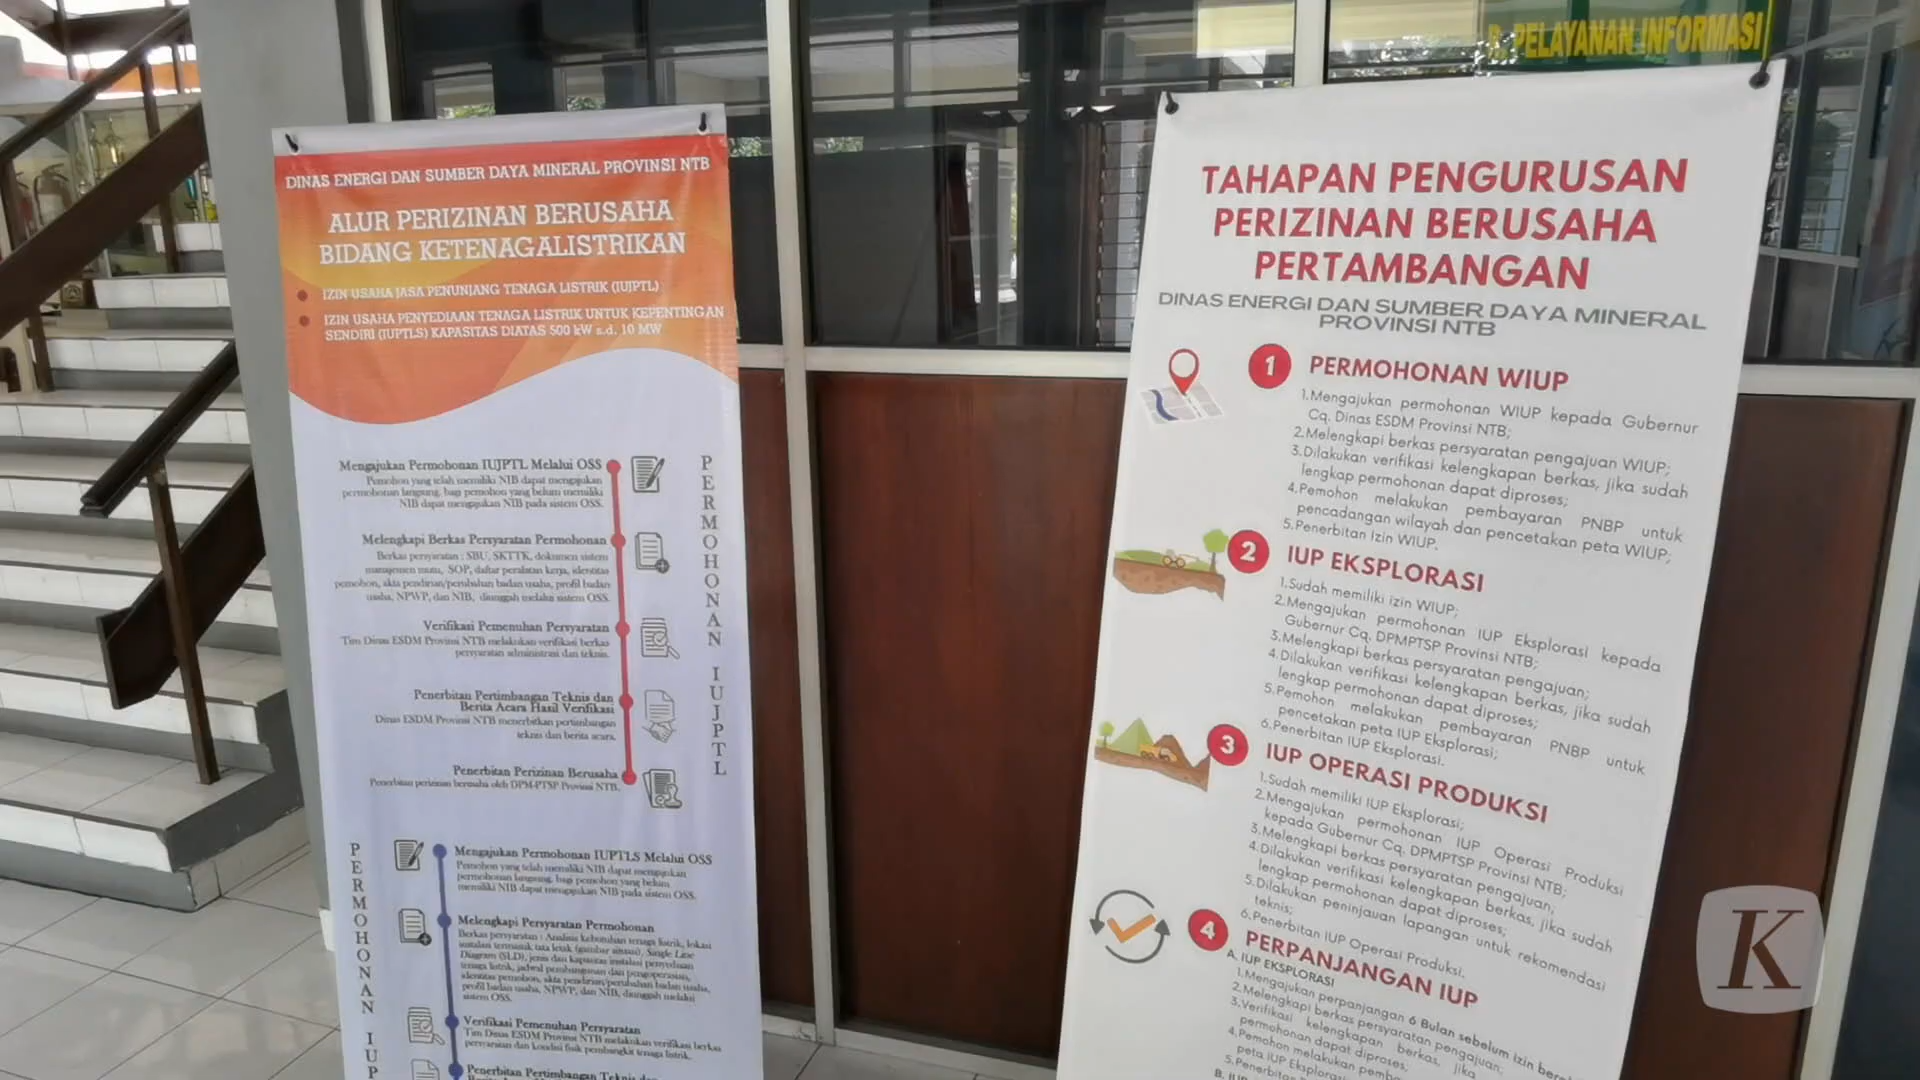 B. PELAYANAN INFORMASI
DINAS ENERGI DAN SUMBER DAYA MINERAL PROVINSI NTB
ALUR PERIZINAN BERUSAHA
BIDANG KETENAGALISTRIKAN
IZIN USAHA JASA PENUNJANG TENAGA LISTRIK (IUJPTL)
IZIN USAHA PENYEDIAAN TENAGA LISTRIK UNTUK KEPENTINGAN
SENDIRI (IUPTLS) KAPASITAS DIATAS 500 kW s.d. 10 MW
PERMOHONAN IUJPTL
Mengajukan Permohonan IUJPTL Melalui OSS
Pemohon yang telah memiliki NIB dapat mengajukan
permohonan langsung, bagi pemohon yang belum memiliki
NIB dapat mengajukan NIB pada sistem OSS.
Melengkapi Berkas Persyaratan Permohonan
Berkas persyaratan : SBU, SKTTK, dokumen sistem
manajemen mutu, SOP, daftar peralatan kerja, identitas
pemohon, akta pendirian/perubahan badan usaha, profil badan
usaha, NPWP, dan NIB, diunggah melalui sistem OSS.
Verifikasi Pemenuhan Persyaratan
Tim Dinas ESDM Provinsi NTB melakukan verifikasi berkas
persyaratan administrasi dan teknis.
Penerbitan Pertimbangan Teknis dan
Berita Acara Hasil Verifikasi
Dinas ESDM Provinsi NTB menerbitkan pertimbangan
teknis dan berita acara.
Penerbitan Perizinan Berusaha
Penerbitan perizinan berusaha oleh DPM-PTSP Provinsi NTB.
PERMOHONAN IUP
Mengajukan Permohonan IUPTLS Melalui OSS
Pemohon yang telah memiliki NIB dapat mengajukan
permohonan langsung, bagi pemohon yang belum
memiliki NIB dapat mengajukan NIB pada sistem OSS.
Melengkapi Persyaratan Permohonan
Berkas persyaratan : Analisis kebutuhan tenaga listrik, lokasi
instalasi termasuk tata letak (gambar situasi), Single Line
Diagram (SLD), jenis dan kapasitas instalasi penyediaan
tenaga listrik, jadwal pembangunan dan pengoperasian,
identitas pemohon, akta pendirian/perubahan badan usaha,
profil badan usaha, NPWP, dan NIB, diunggah melalui
sistem OSS.
Verifikasi Pemenuhan Persyaratan
Tim Dinas ESDM Provinsi NTB melakukan verifikasi berkas
persyaratan dan kondisi fisik pembangkit tenaga listrik.
Penerbitan Pertimbangan Teknis dan
TAHAPAN PENGURUSAN
PERIZINAN BERUSAHA
PERTAMBANGAN
DINAS ENERGI DAN SUMBER DAYA MINERAL
PROVINSI NTB
1 PERMOHONAN WIUP
1.Mengajukan permohonan WIUP kepada Gubernur
Cq. Dinas ESDM Provinsi NTB;
2.Melengkapi berkas persyaratan pengajuan WIUP;
3.Dilakukan verifikasi kelengkapan berkas, jika sudah
lengkap permohonan dapat diproses;
4.Pemohon melakukan pembayaran PNBP untuk
pencadangan wilayah dan pencetakan peta WIUP;
5.Penerbitan Izin WIUP.
2 IUP EKSPLORASI
1.Sudah memiliki izin WIUP;
2.Mengajukan permohonan IUP Eksplorasi kepada
Gubernur Cq. DPMPTSP Provinsi NTB;
3.Melengkapi berkas persyaratan pengajuan;
4.Dilakukan verifikasi kelengkapan berkas, jika sudah
lengkap permohonan dapat diproses;
5.Pemohon melakukan pembayaran PNBP untuk
pencetakan peta IUP Eksplorasi;
6.Penerbitan IUP Eksplorasi.
3 IUP OPERASI PRODUKSI
1.Sudah memiliki IUP Eksplorasi;
2.Mengajukan permohonan IUP Operasi Produksi
kepada Gubernur Cq. DPMPTSP Provinsi NTB;
3.Melengkapi berkas persyaratan pengajuan;
4.Dilakukan verifikasi kelengkapan berkas, jika sudah
lengkap permohonan dapat diproses;
5.Dilakukan peninjauan lapangan untuk rekomendasi
teknis;
6.Penerbitan IUP Operasi Produksi.
4 PERPANJANGAN IUP
A. IUP EKSPLORASI
1.Mengajukan perpanjangan 6 Bulan sebelum izin
2.Melengkapi berkas persyaratan pengajuan;
3.Verifikasi kelengkapan berkas, jika
permohonan dapat diproses;
4.Pemohon melakukan
peta IUP Eksplorasi
5.Penerbitan
B. IUP
K